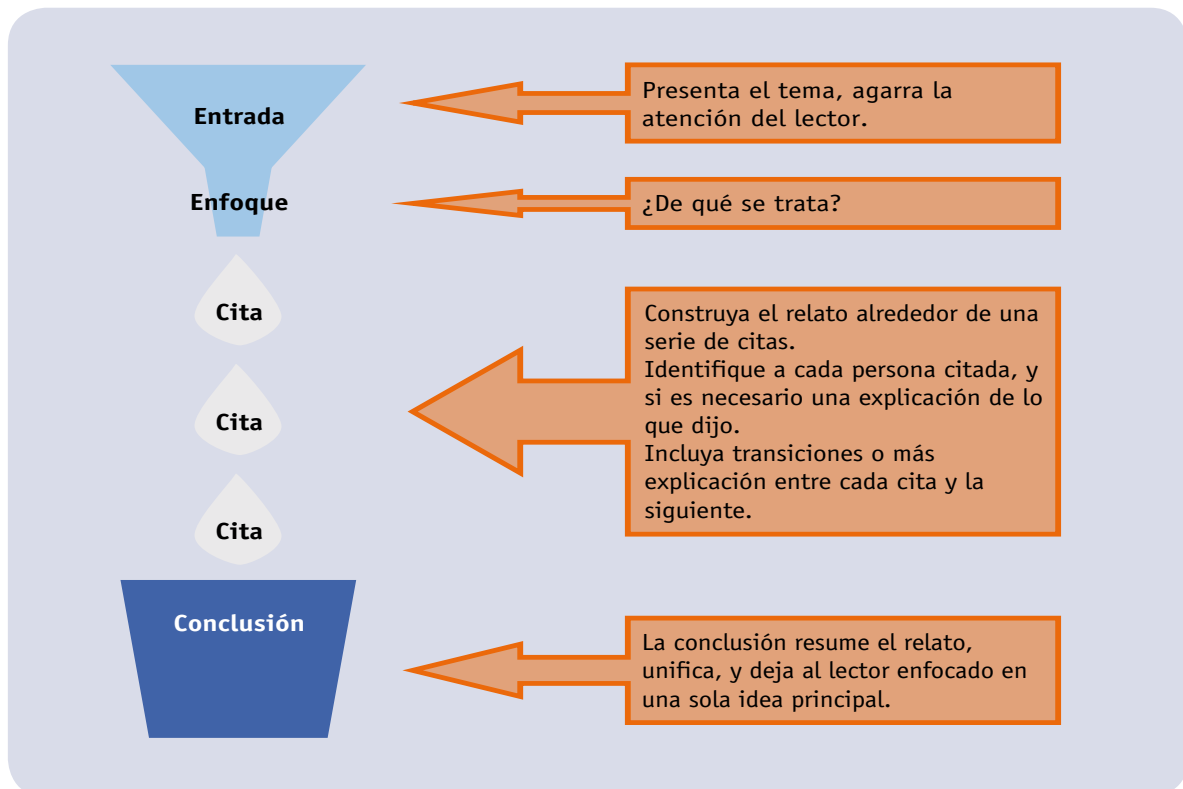 Entrada
Presenta el tema, agarra la
atención del lector.
Enfoque
¿De qué se trata?
Cita
Cita
Cita
Construya el relato alrededor de una
serie de citas.
Identifique a cada persona citada, y
si es necesario una explicación de lo
que dijo.
Incluya transiciones o más
explicación entre cada cita y la
siguiente.
Conclusión
La conclusión resume el relato,
unifica, y deja al lector enfocado en
una sola idea principal.